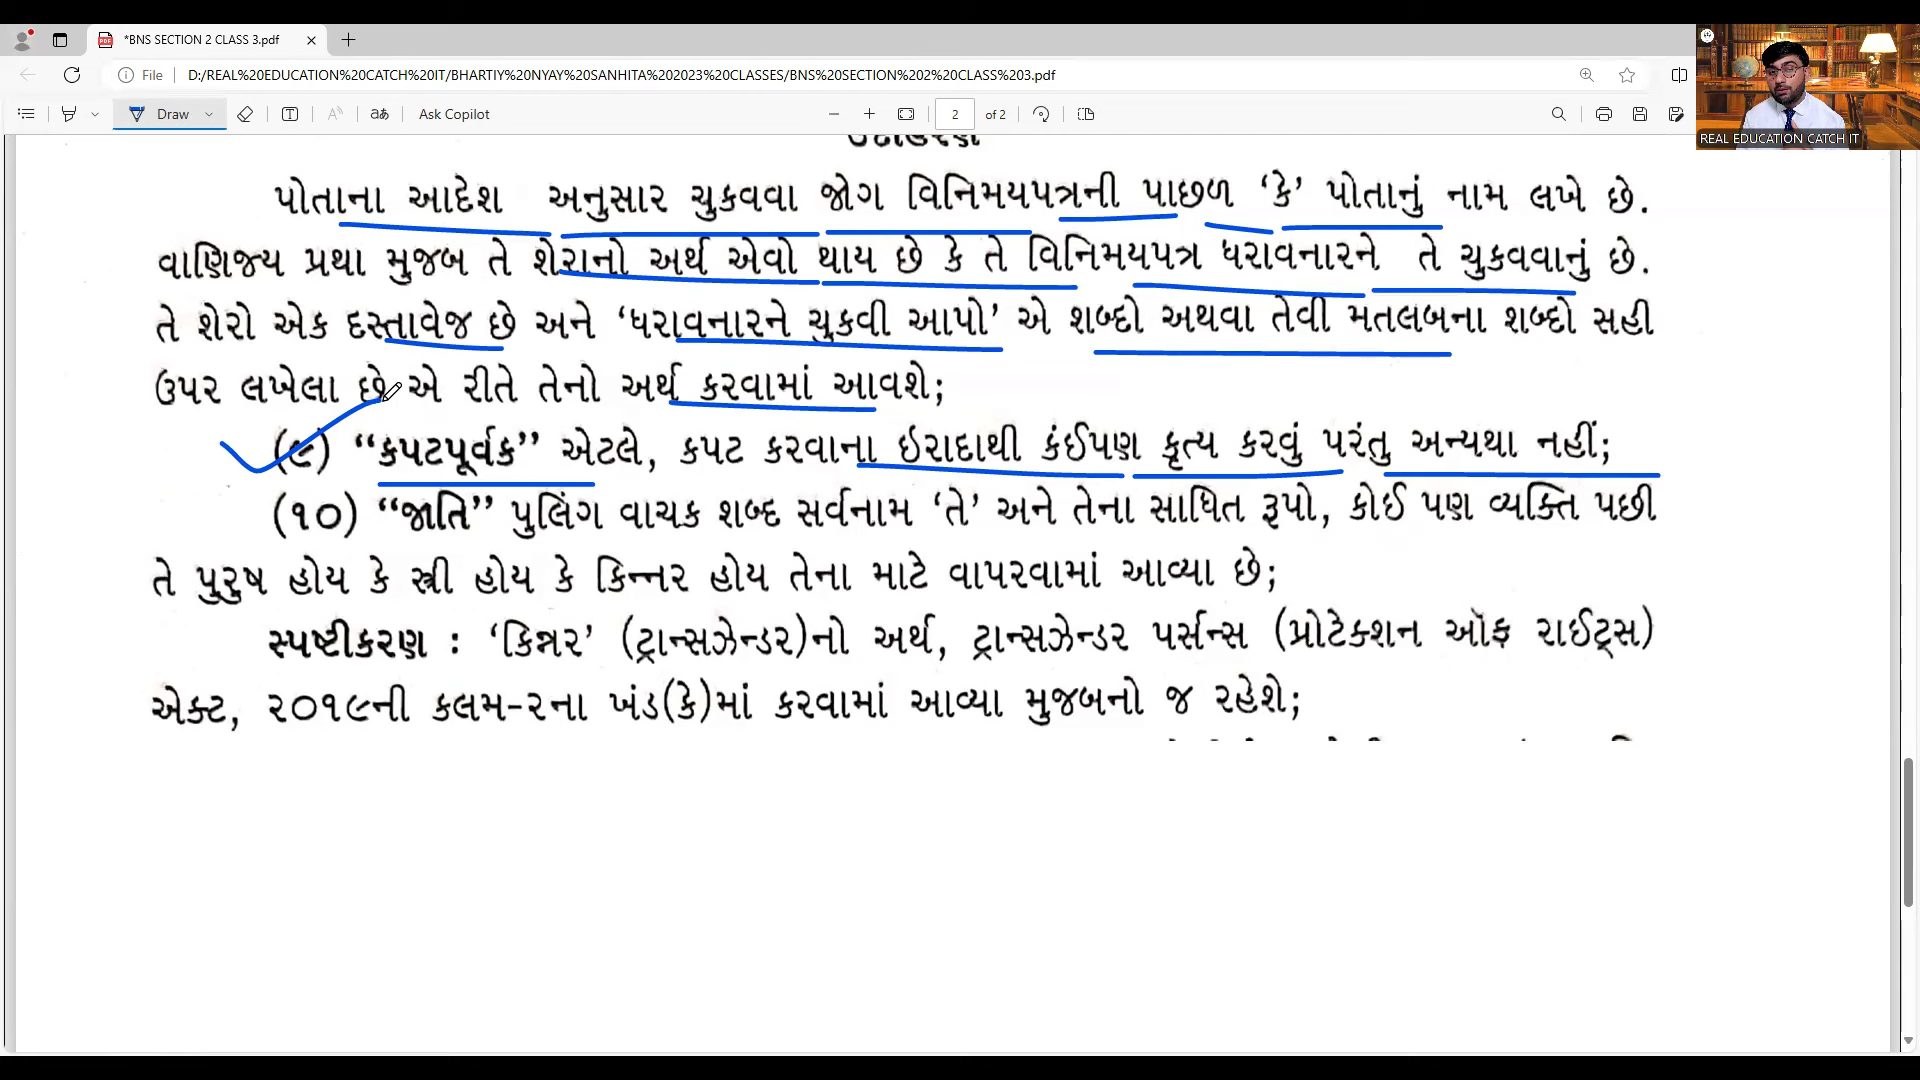 *BNS SECTION 2 CLASS 3.pdf
File D:/REAL%20EDUCATION%20CATCH%20IT/BHARTIY%20NYAY%20SANHITA%202023%20CLASSES/BNS%20SECTION%202%20CLASS%203.pdf
Draw Ask Copilot 2 of 2
REAL EDUCATION CATCH IT
ઉદાહરણ
પોતાના આદેશ અનુસાર ચુકવવા જોગ વિનિમયપત્રની પાછળ ‘કે’ પોતાનું નામ લખે છે.
વાણિજ્ય પ્રથા મુજબ તે શેરાનો અર્થ એવો થાય છે કે તે વિનિમયપત્ર ધરાવનારને તે ચુકવવાનું છે.
તે શેરો એક દસ્તાવેજ છે અને ‘ધરાવનારને ચુકવી આપો’ એ શબ્દો અથવા તેવી મતલબના શબ્દો સહી
ઉપર લખેલા છે એ રીતે તેનો અર્થ કરવામાં આવશે;
(૯) “કપટપૂર્વક” એટલે, કપટ કરવાના ઇરાદાથી કંઈપણ કૃત્ય કરવું પરંતુ અન્યથા નહીં;
(૧૦) “જાતિ” પુલિંગ વાચક શબ્દ સર્વનામ ‘તે’ અને તેના સાધિત રૂપો, કોઈ પણ વ્યક્તિ પછી
તે પુરુષ હોય કે સ્ત્રી હોય કે કિન્નર હોય તેના માટે વાપરવામાં આવ્યા છે;
સ્પષ્ટીકરણ : ‘કિન્નર’ (ટ્રાન્સઝેન્ડર)નો અર્થ, ટ્રાન્સઝેન્ડર પર્સન્સ (પ્રોટેક્શન ઑફ રાઈટ્સ)
એક્ટ, ૨૦૧૯ની કલમ-૨ના ખંડ(કે)માં કરવામાં આવ્યા મુજબનો જ રહેશે;